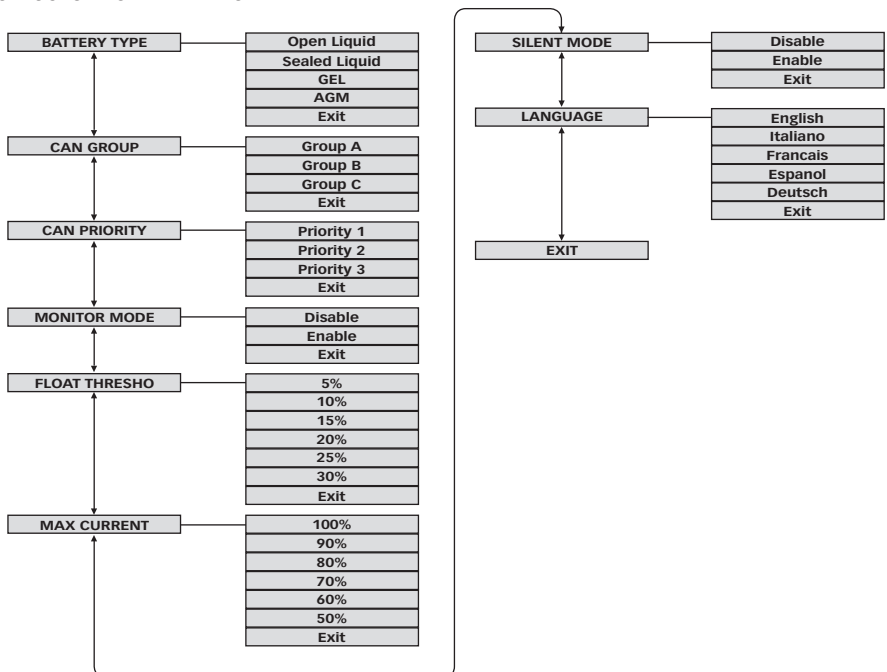 BATTERY TYPE
Open Liquid
Sealed Liquid
GEL
AGM
Exit
CAN GROUP
Group A
Group B
Group C
Exit
CAN PRIORITY
Priority 1
Priority 2
Priority 3
Exit
MONITOR MODE
Disable
Enable
Exit
FLOAT THRESHO
5%
10%
15%
20%
25%
30%
Exit
MAX CURRENT
100%
90%
80%
70%
60%
50%
Exit
SILENT MODE
Disable
Enable
Exit
LANGUAGE
English
Italiano
Francais
Espanol
Deutsch
Exit
EXIT